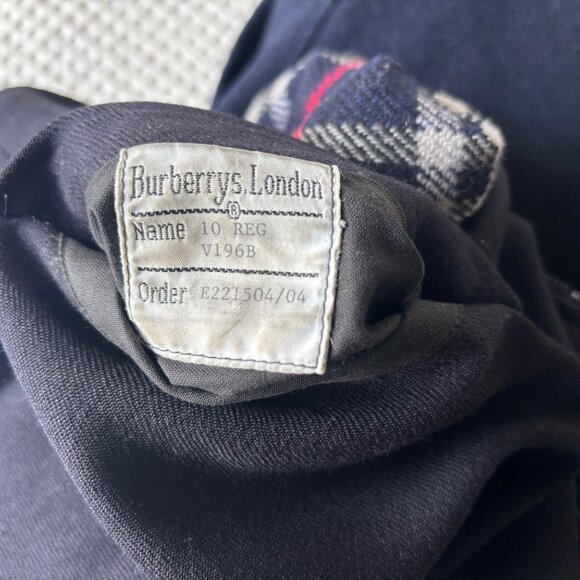 Burberrys. London
®
Name 10 REG
V196B
Order E221504/04